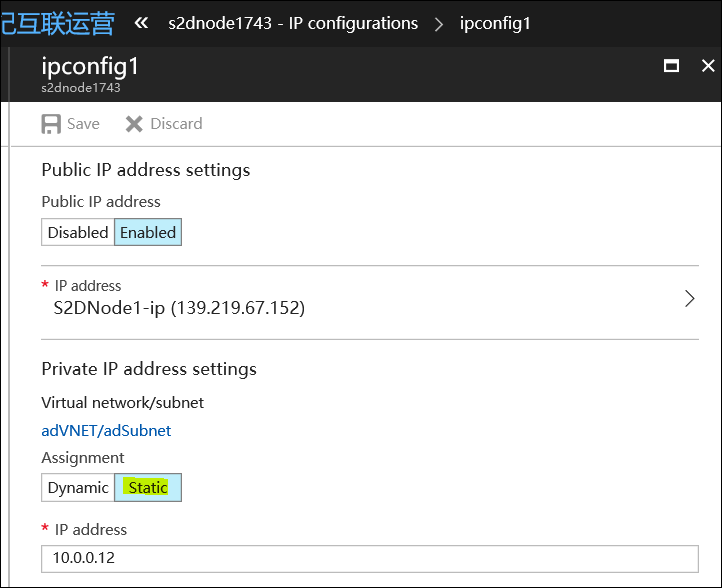 记互联运营 « s2dnode1743 - IP configurations > ipconfig1
ipconfig1
s2dnode1743
Save Discard
Public IP address settings
Public IP address
Disabled Enabled
* IP address
S2DNode1-ip (139.219.67.152)
Private IP address settings
Virtual network/subnet
adVNET/adSubnet
Assignment
Dynamic Static
* IP address
10.0.0.12